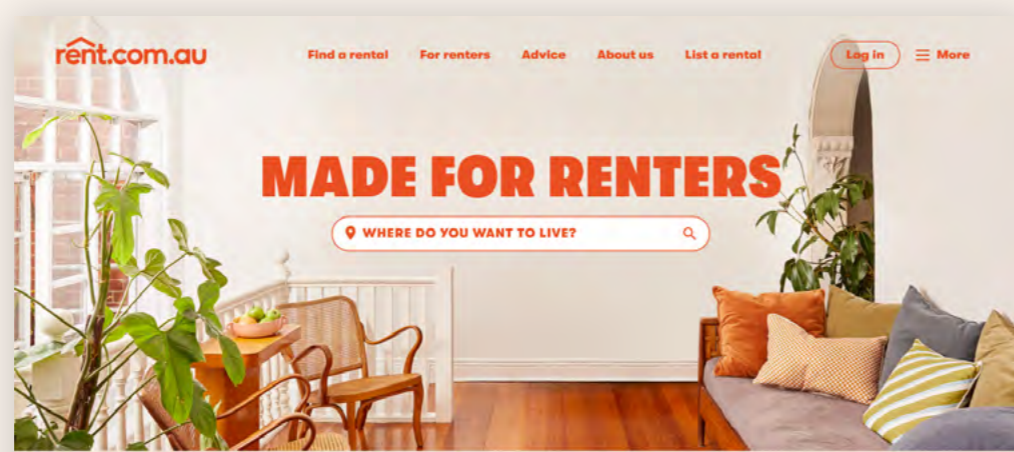 rent.com.au
Find a rental For renters Advice About us List a rental Log in More
MADE FOR RENTERS
WHERE DO YOU WANT TO LIVE?